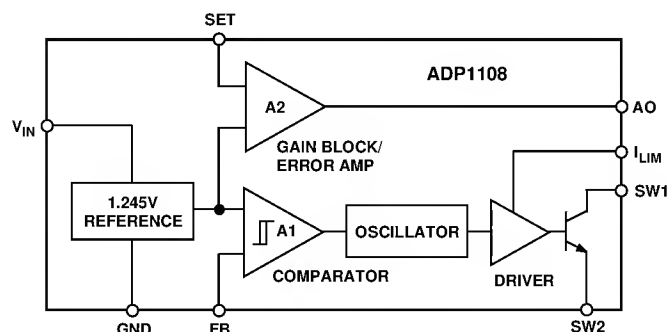 SET
ADP1108
A2
AO
VIN
GAIN BLOCK/
ERROR AMP
ILIM
SW1
1.245V
REFERENCE
A1
OSCILLATOR
COMPARATOR
DRIVER
GND
FB
SW2